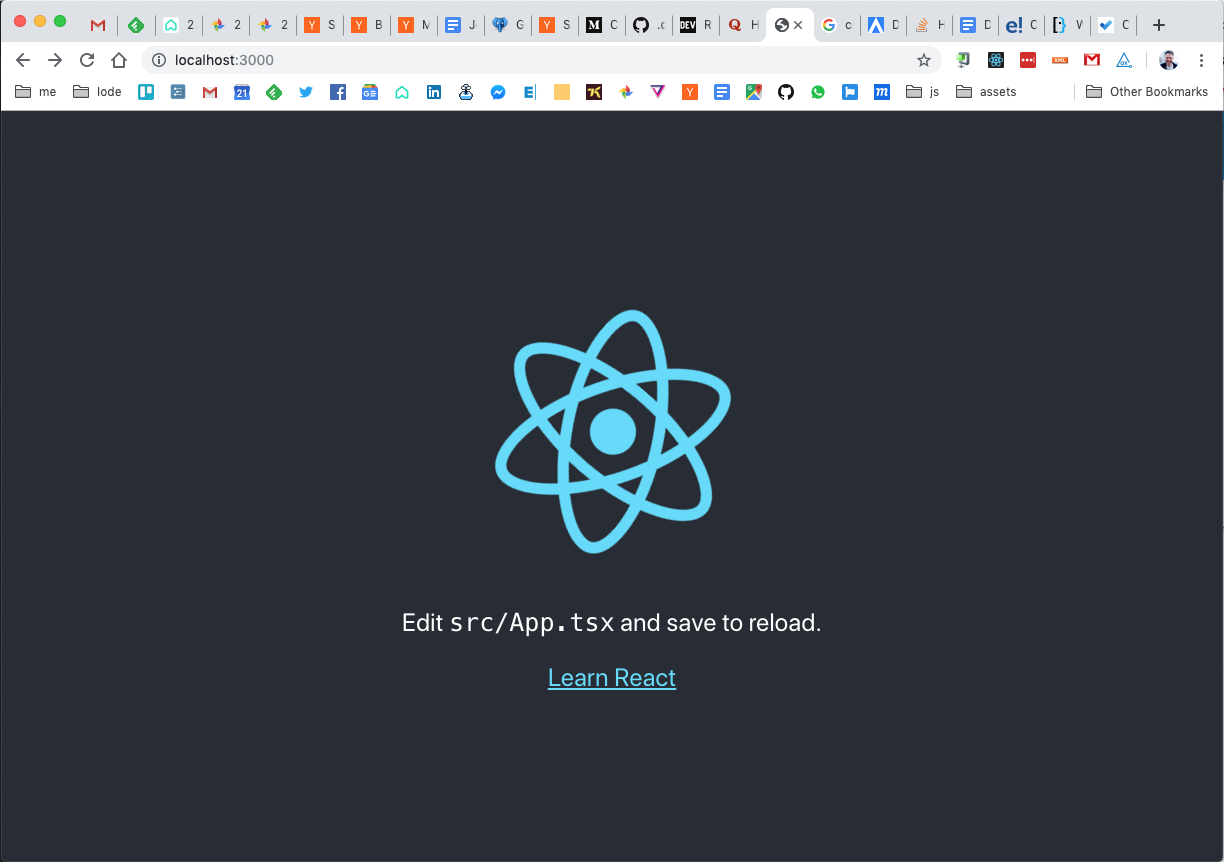 2 2 2 S B M J G S C .c R H c D H D C W C
localhost:3000
me lode 21 js assets Other Bookmarks
Edit src/App.tsx and save to reload.
Learn React